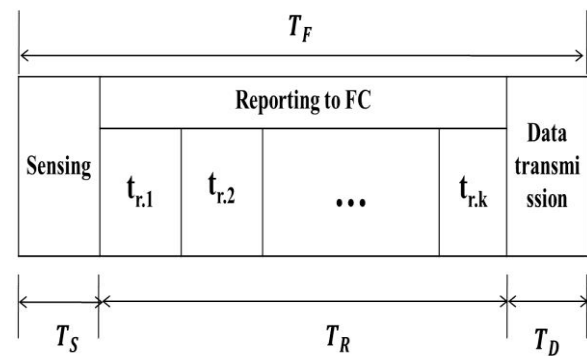 T_F
Reporting to FC
Sensing
t_r.1
t_r.2
...
t_r.k
Data
transmi
ssion
T_S
T_R
T_D